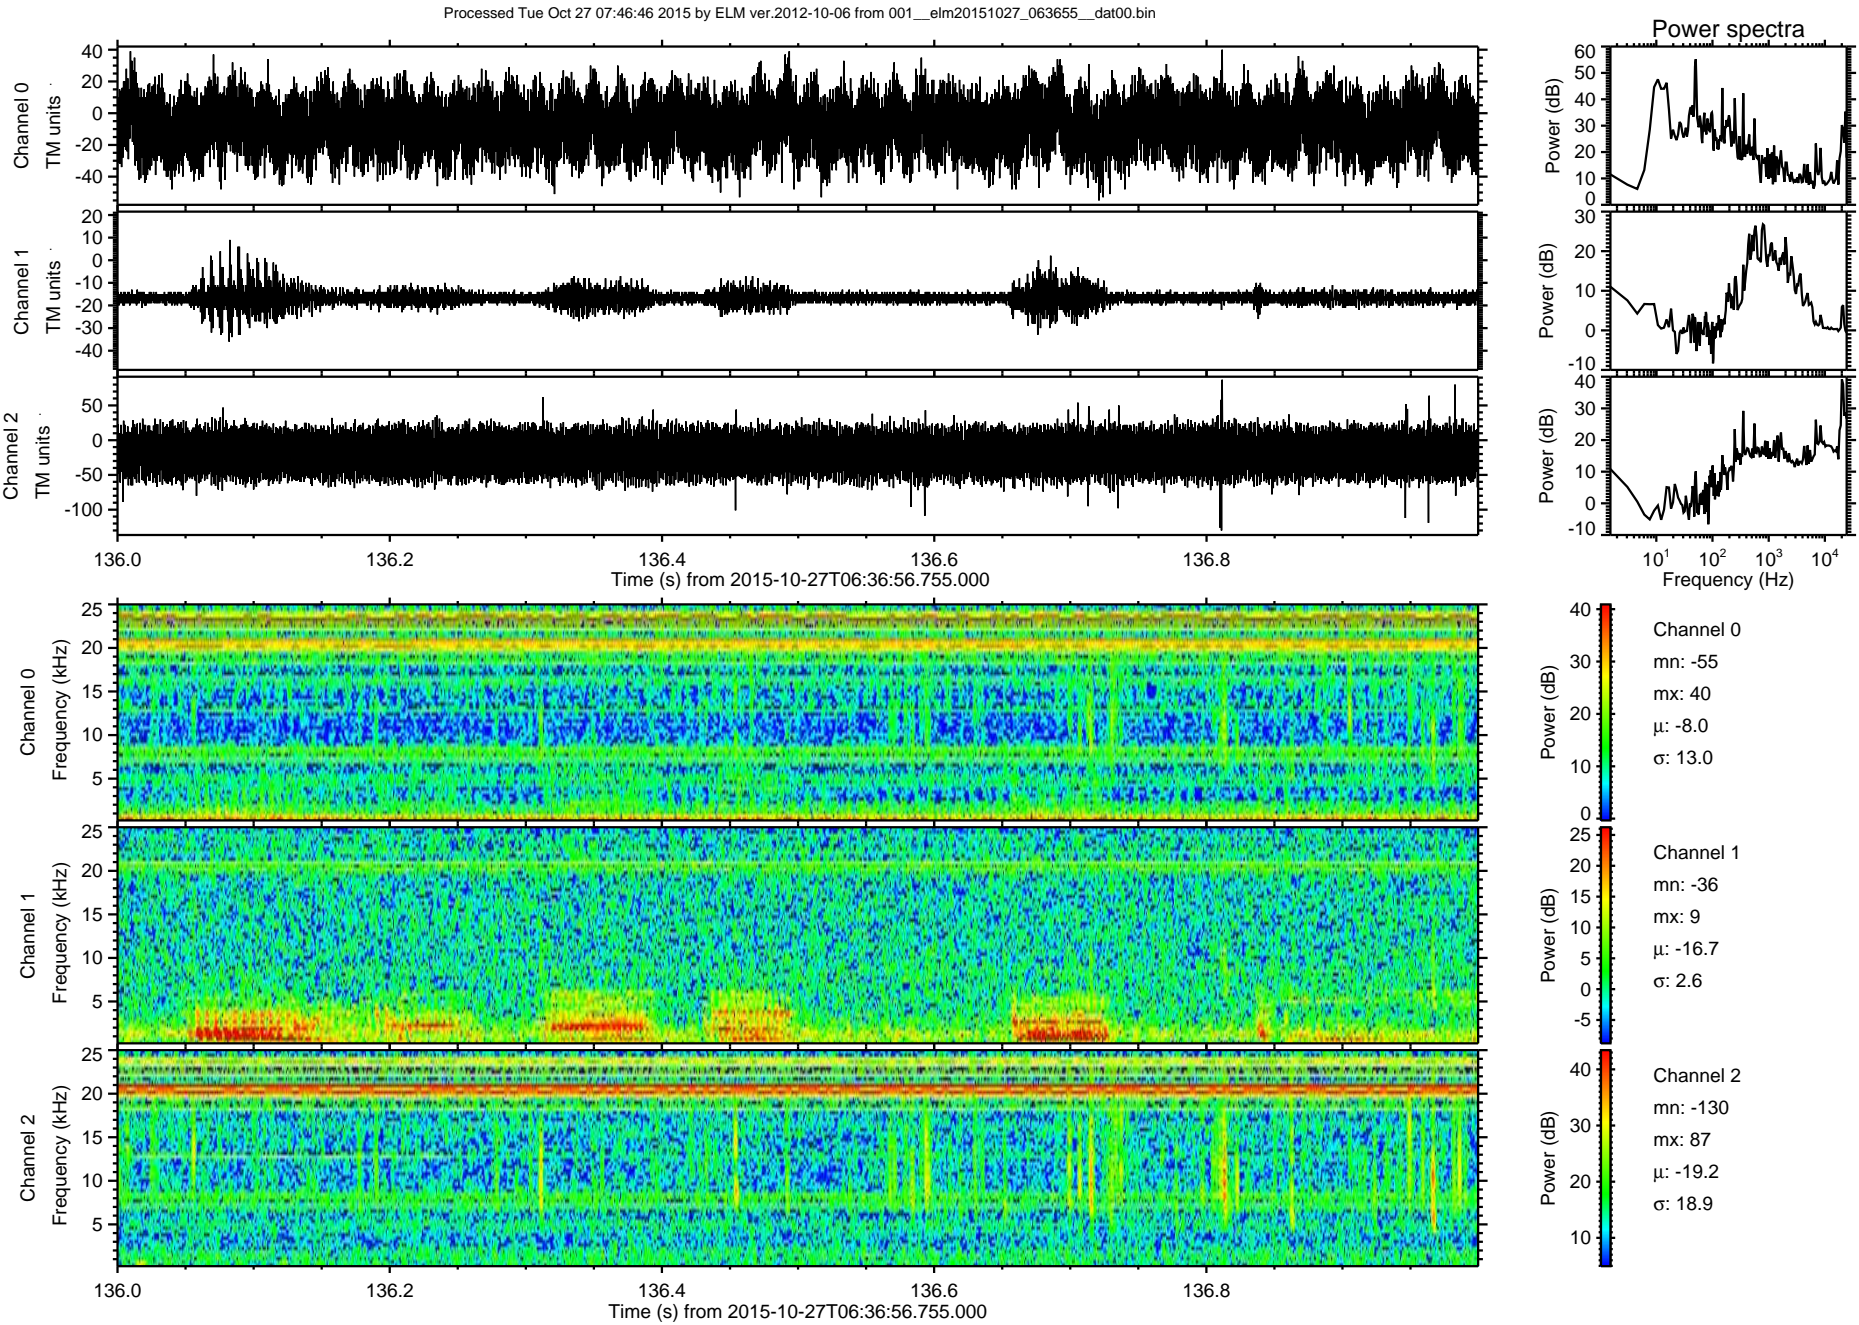 Processed Tue Oct 27 07:46:46 2015 by ELM ver.2012-10-06 from 001__elm20151027_063655__dat00.bin
Power spectra
Channel 0
TM units
40
20
0
-20
-40
Power (dB)
60
50
40
30
20
10
0
Channel 1
TM units
20
10
0
-10
-20
-30
-40
Power (dB)
30
20
10
0
-10
Channel 2
TM units
50
0
-50
-100
Power (dB)
40
30
20
10
0
-10
136.0 136.2 136.4 136.6 136.8
Time (s) from 2015-10-27T06:36:56.755.000
10^1 10^2 10^3 10^4
Frequency (Hz)
Channel 0
Frequency (kHz)
25
20
15
10
5
Power (dB)
40
30
20
10
0
Channel 0
mn: -55
mx: 40
μ: -8.0
σ: 13.0
Channel 1
Frequency (kHz)
25
20
15
10
5
Power (dB)
25
20
15
10
5
0
-5
Channel 1
mn: -36
mx: 9
μ: -16.7
σ: 2.6
Channel 2
Frequency (kHz)
25
20
15
10
5
Power (dB)
40
30
20
10
Channel 2
mn: -130
mx: 87
μ: -19.2
σ: 18.9
136.0 136.2 136.4 136.6 136.8
Time (s) from 2015-10-27T06:36:56.755.000